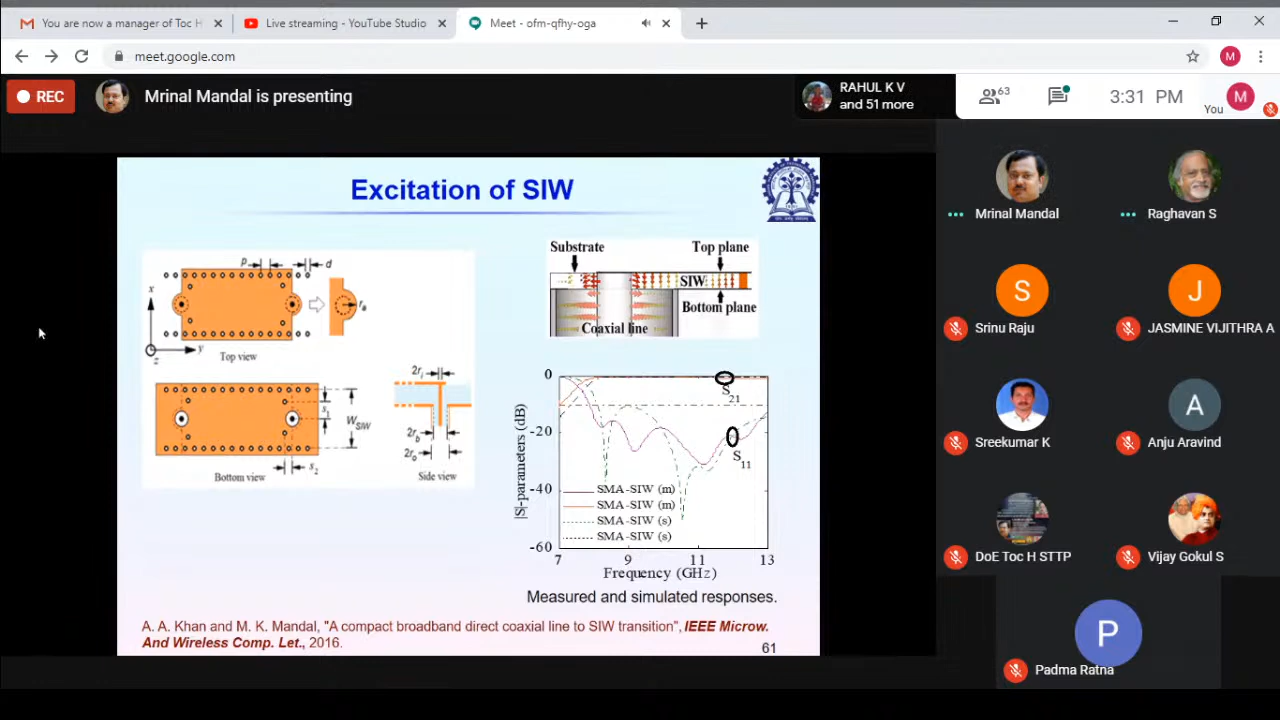 You are now a manager of Toc H
Live streaming - YouTube Studio
Meet - ofm-qfhy-oga
meet.google.com
M
REC
Mrinal Mandal is presenting
RAHUL K V
and 51 more
63
3:31 PM
You
M
Excitation of SIW
p
d
x
y
z
Top view
Substrate
Top plane
SIW
Bottom plane
Coaxial line
2r
s1
WSIW
s2
2rb
2ro
Bottom view
Side view
0
-20
-40
-60
|S|-parameters (dB)
S21
S11
SMA-SIW (m)
SMA-SIW (m)
SMA-SIW (s)
SMA-SIW (s)
7
9
11
13
Frequency (GHz)
Measured and simulated responses.
A. A. Khan and M. K. Mandal, "A compact broadband direct coaxial line to SIW transition", IEEE Microw.
And Wireless Comp. Let., 2016.
61
Mrinal Mandal
Raghavan S
S
Srinu Raju
J
JASMINE VIJITHRA A
Sreekumar K
A
Anju Aravind
DoE Toc H STTP
Vijay Gokul S
P
Padma Ratna